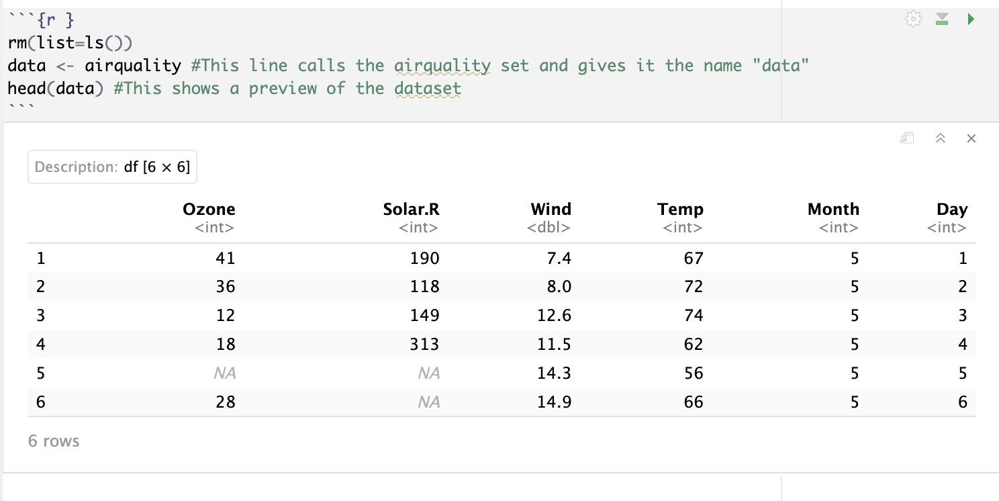 ```{r }
rm(list=ls())
data <- airquality #This line calls the airquality set and gives it the name "data"
head(data) #This shows a preview of the dataset
```
Description: df [6 × 6]
Ozone Solar.R Wind Temp Month Day
<int> <int> <dbl> <int> <int> <int>
1 41 190 7.4 67 5 1
2 36 118 8.0 72 5 2
3 12 149 12.6 74 5 3
4 18 313 11.5 62 5 4
5 NA NA 14.3 56 5 5
6 28 NA 14.9 66 5 6
6 rows